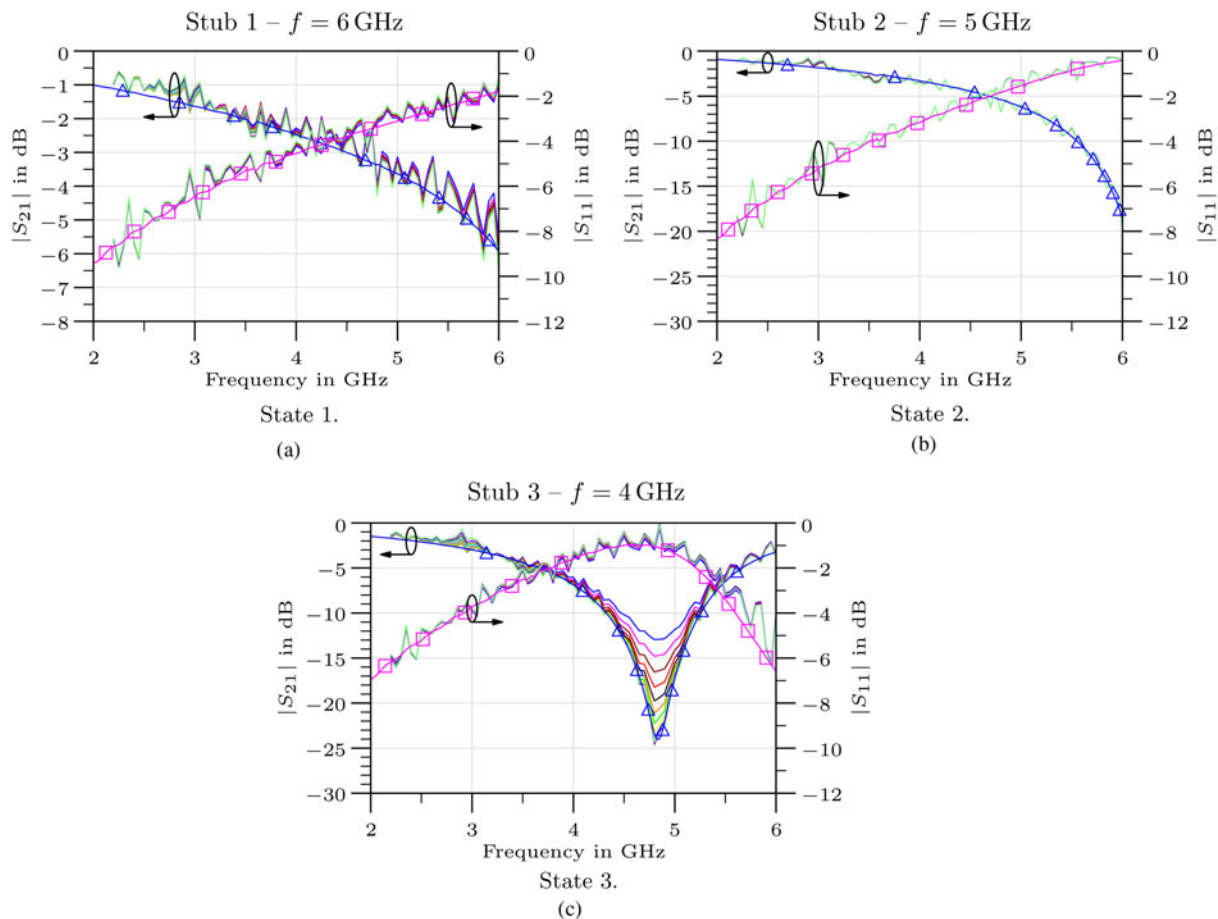 Stub 1 – f = 6 GHz
0
−1
−2
−3
−4
−5
−6
−7
−8
|S21| in dB
0
−2
−4
−6
−8
−10
−12
|S11| in dB
2 3 4 5 6
Frequency in GHz
State 1.
(a)
Stub 2 – f = 5 GHz
0
−5
−10
−15
−20
−25
−30
|S21| in dB
0
−2
−4
−6
−8
−10
−12
|S11| in dB
2 3 4 5 6
Frequency in GHz
State 2.
(b)
Stub 3 – f = 4 GHz
0
−5
−10
−15
−20
−25
−30
|S21| in dB
0
−2
−4
−6
−8
−10
−12
|S11| in dB
2 3 4 5 6
Frequency in GHz
State 3.
(c)